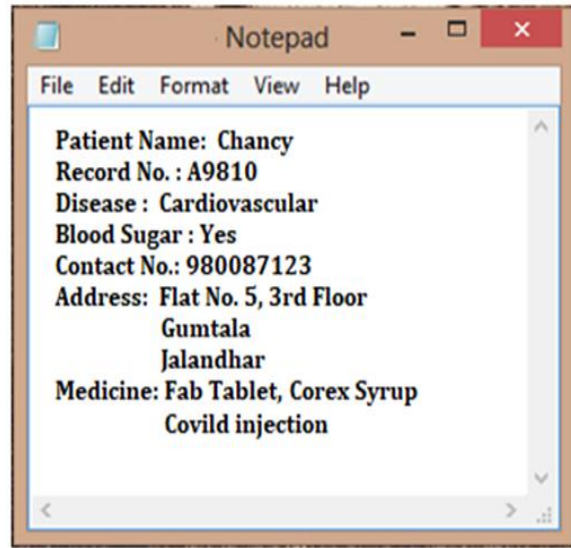 Notepad
File Edit Format View Help
Patient Name: Chancy
Record No. : A9810
Disease : Cardiovascular
Blood Sugar : Yes
Contact No.: 980087123
Address: Flat No. 5, 3rd Floor
Gumtala
Jalandhar
Medicine: Fab Tablet, Corex Syrup
Covild injection